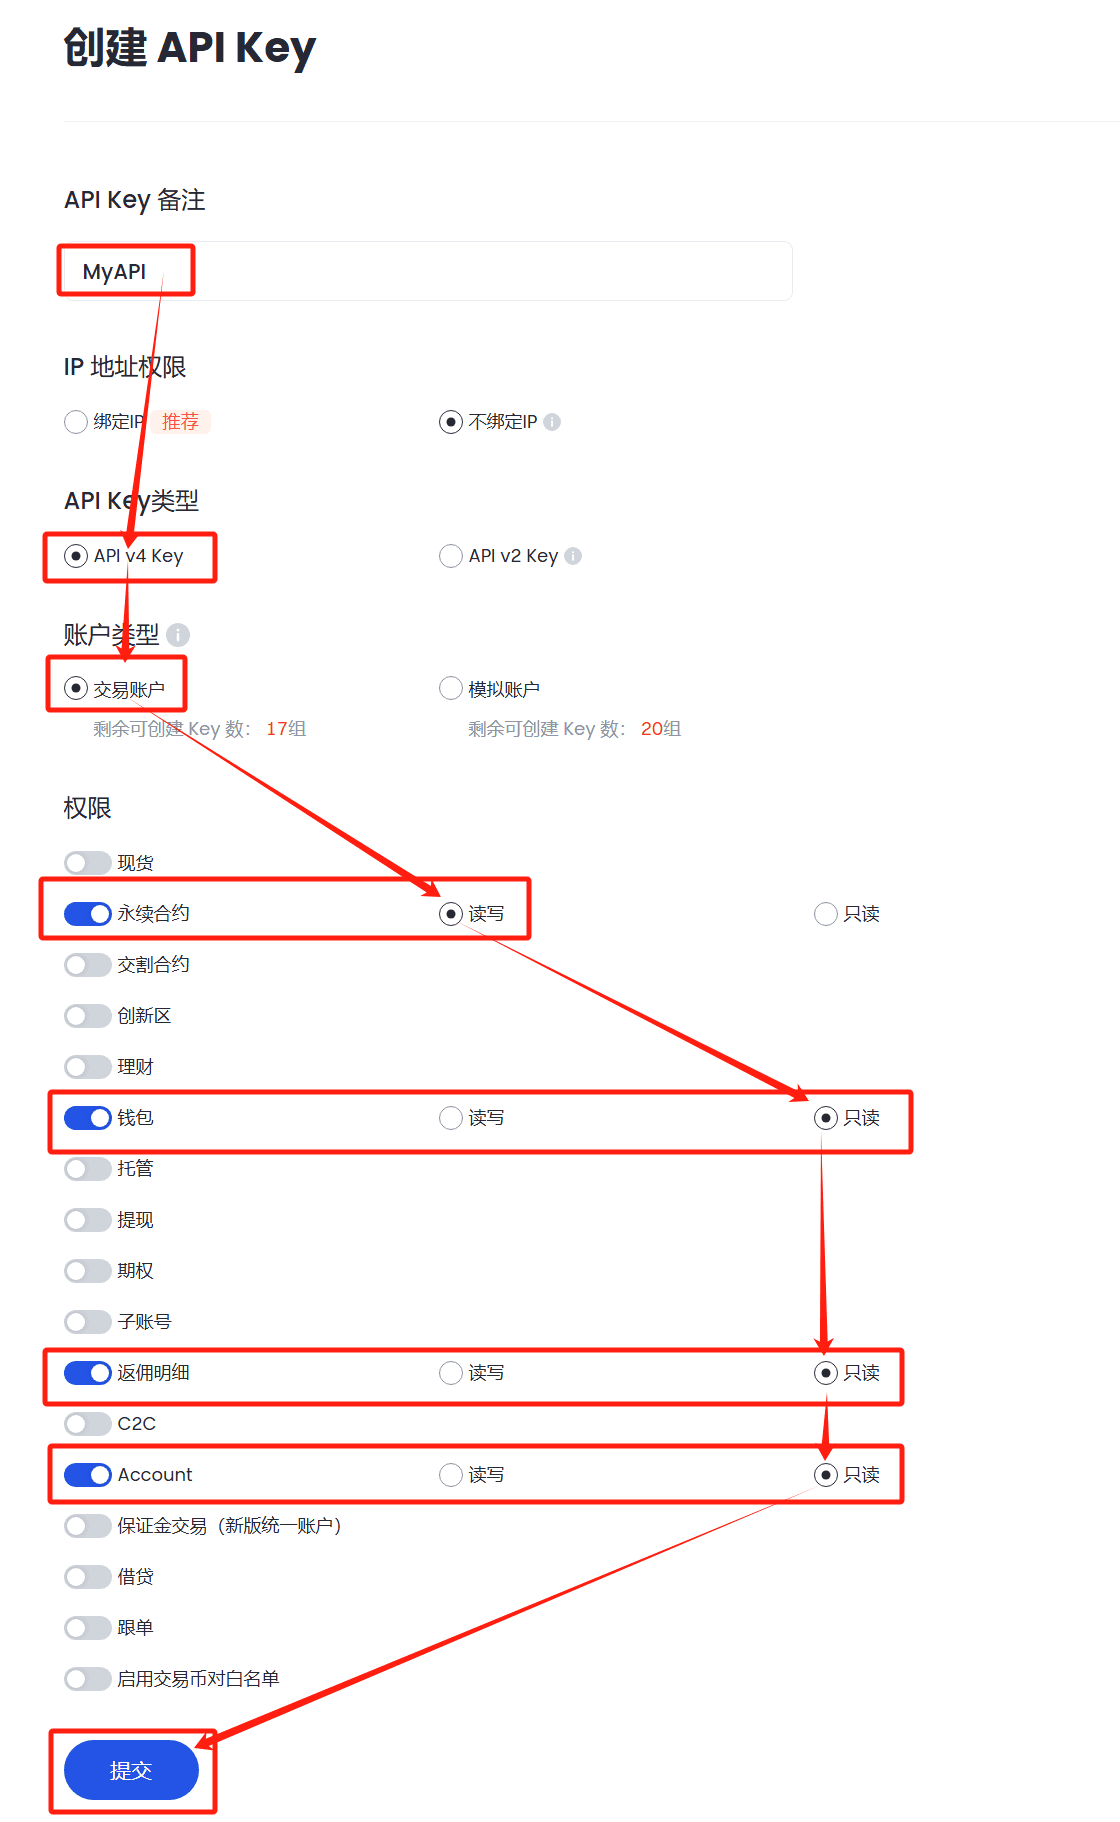 创建 API Key
API Key 备注
MyAPI
IP 地址权限
绑定IP 推荐 不绑定IP
API Key类型
API v4 Key API v2 Key
账户类型
交易账户 模拟账户
剩余可创建 Key 数： 17组 剩余可创建 Key 数： 20组
权限
现货
永续合约 读写 只读
交割合约
创新区
理财
钱包 读写 只读
托管
提现
期权
子账号
返佣明细 读写 只读
C2C
Account 读写 只读
保证金交易（新版统一账户）
借贷
跟单
启用交易币对白名单
提交